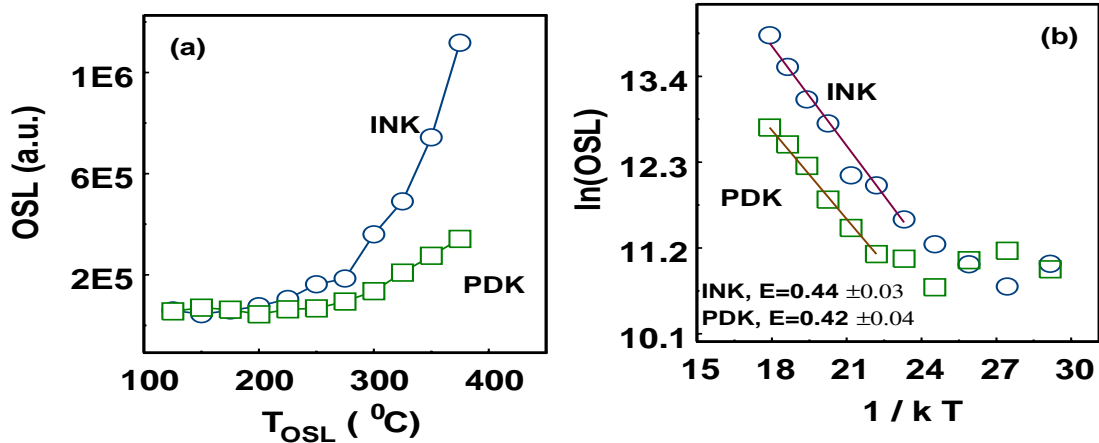 (a)
1E6
6E5
2E5
OSL (a.u.)
INK
PDK
100 200 300 400
T_OSL ( ⁰C)
(b)
13.4
12.3
11.2
10.1
ln(OSL)
INK
PDK
INK, E=0.44 ±0.03
PDK, E=0.42 ±0.04
15 18 21 24 27 30
1 / k T